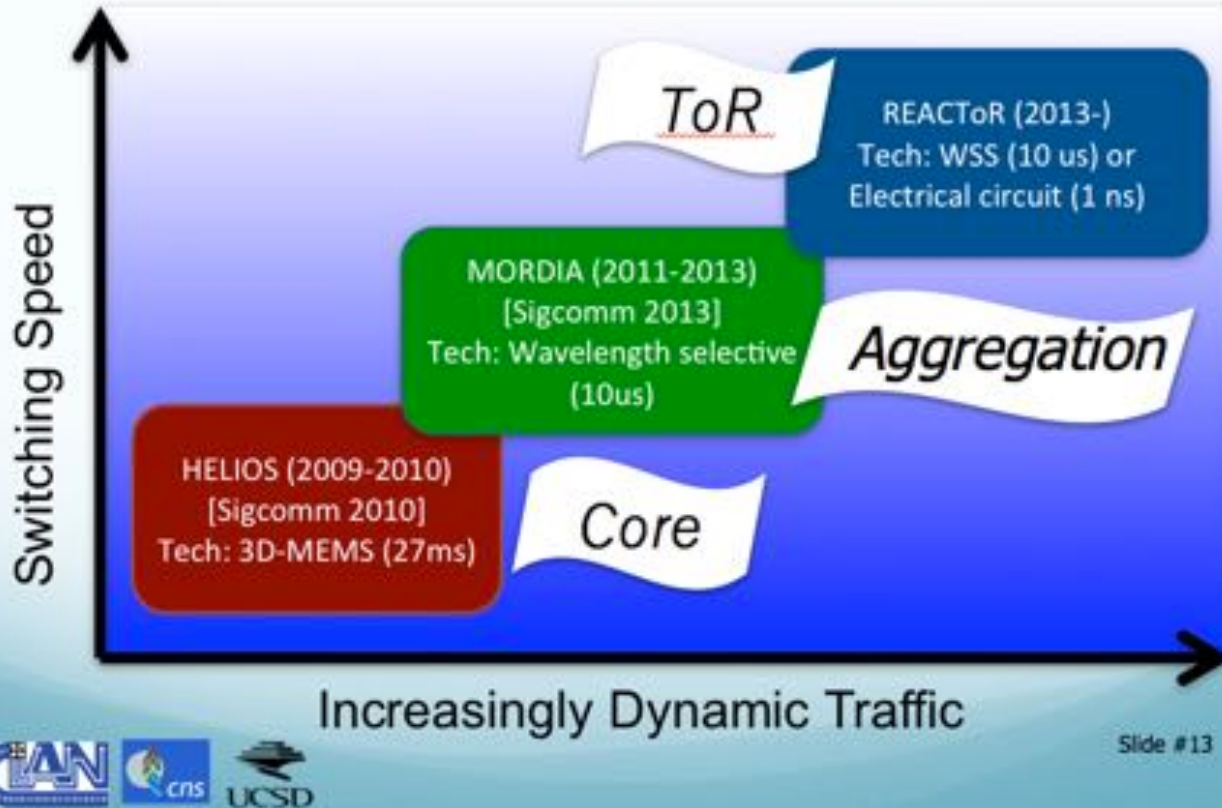 Switching Speed
ToR
REACToR (2013-)
Tech: WSS (10 us) or
Electrical circuit (1 ns)
MORDIA (2011-2013)
[Sigcomm 2013]
Tech: Wavelength selective
(10us)
Aggregation
HELIOS (2009-2010)
[Sigcomm 2010]
Tech: 3D-MEMS (27ms)
Core
Increasingly Dynamic Traffic
cns
UCSD
Slide #13